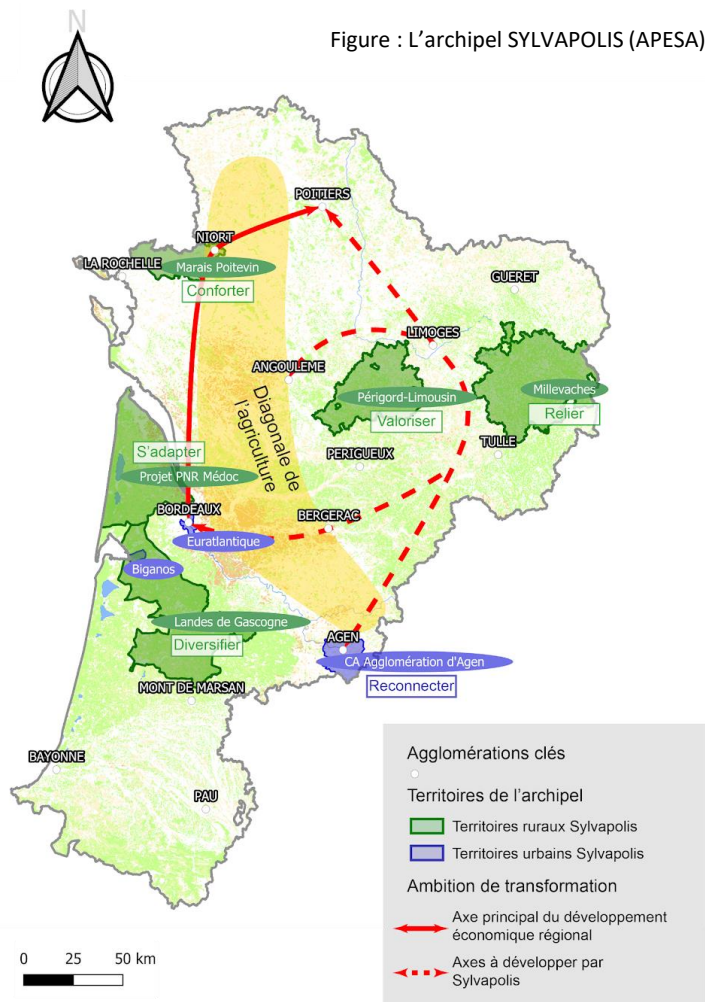 Figure : L'archipel SYLVAPOLIS (APESA)
N
POITIERS
NIORT
LA ROCHELLE
Marais Poitevin
Conforter
GUERET
LIMOGES
ANGOULEME
Diagonale de
l'agriculture
Périgord-Limousin
Valoriser
Millevaches
Relier
TULLE
PERIGUEUX
S'adapter
Projet PNR Médoc
BORDEAUX
Euratlantique
BERGERAC
Biganos
Landes de Gascogne
Diversifier
AGEN
CA Agglomération d'Agen
Reconnecter
MONT DE MARSAN
BAYONNE
PAU
Agglomérations clés
Territoires de l'archipel
Territoires ruraux Sylvapolis
Territoires urbains Sylvapolis
Ambition de transformation
Axe principal du développement
économique régional
Axes à développer par
Sylvapolis
0 25 50 km